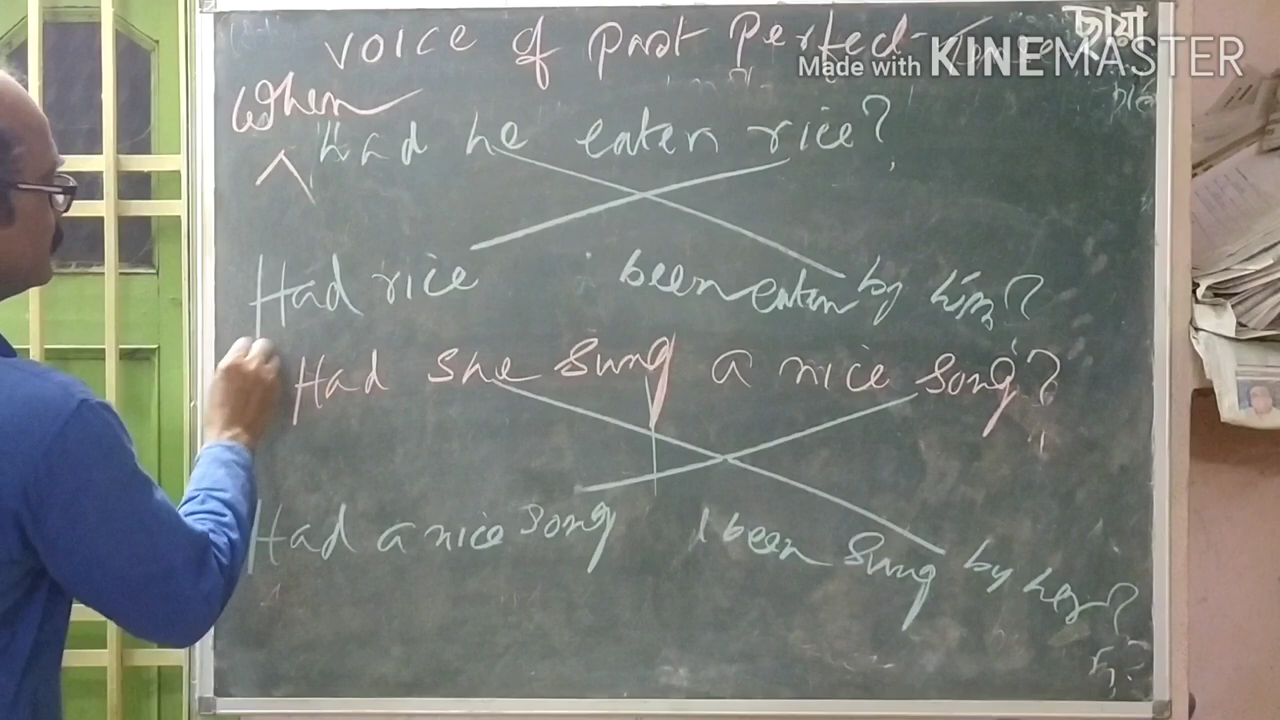 voice of past perfect Tense
ছায়া
Made with KINEMASTER
When
Had he eaten rice?
Had rice been eaten by him?
Had she sung a nice song?
Had a nice song been sung by her?